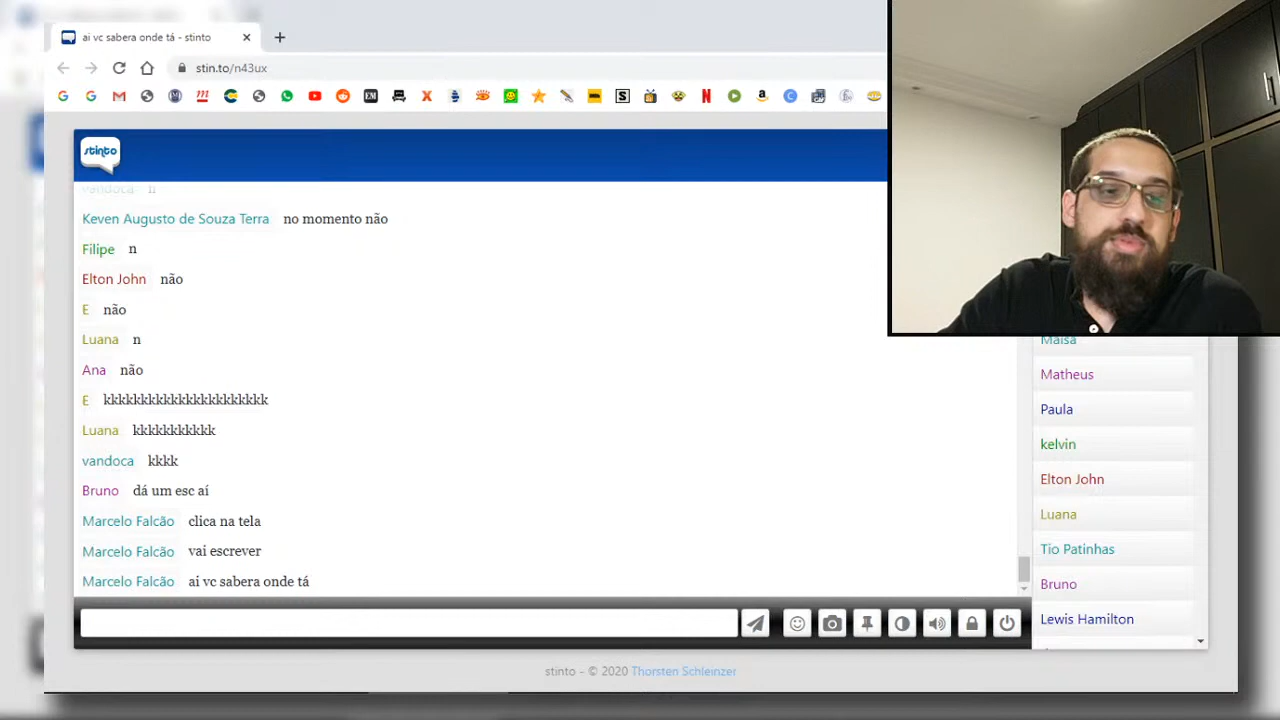 ai vc sabera onde tá - stinto
stin.to/n43ux
stinto
vandoca n
Keven Augusto de Souza Terra no momento não
Filipe n
Elton John não
E não
Luana n
Ana não
E kkkkkkkkkkkkkkkkkkkkkk
Luana kkkkkkkkkkk
vandoca kkkk
Bruno dá um esc aí
Marcelo Falcão clica na tela
Marcelo Falcão vai escrever
Marcelo Falcão ai vc sabera onde tá
Maisa
Matheus
Paula
kelvin
Elton John
Luana
Tio Patinhas
Bruno
Lewis Hamilton
stinto - © 2020 Thorsten Schleinzer